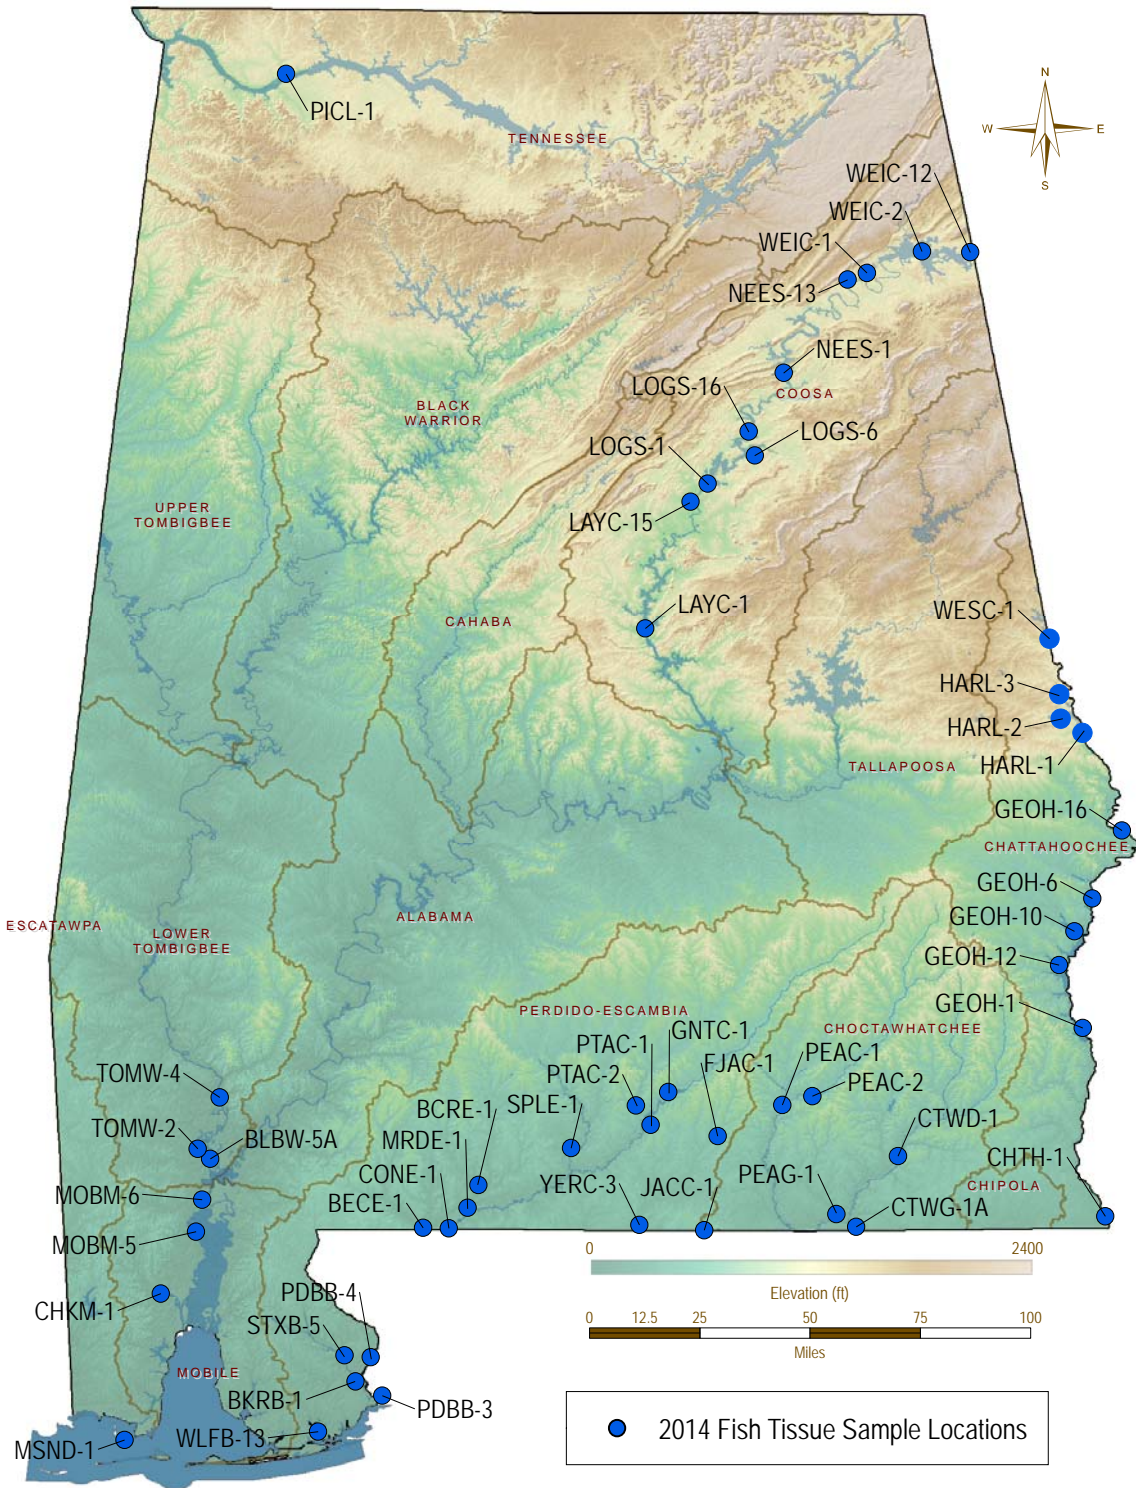 PICL-1
TENNESSEE
N
W
E
S
WEIC-12
WEIC-2
WEIC-1
NEES-13
NEES-1
COOSA
LOGS-16
BLACK
WARRIOR
LOGS-6
LOGS-1
UPPER
TOMBIGBEE
LAYC-15
LAYC-1
CAHABA
WESC-1
HARL-3
HARL-2
TALLAPOOSA
HARL-1
GEOH-16
CHATTAHOOCHEE
GEOH-6
ESCATAWPA
ALABAMA
GEOH-10
LOWER
TOMBIGBEE
GEOH-12
GEOH-1
PERDIDO-ESCAMBIA
CHOCTAWHATCHEE
GNTC-1
PTAC-1
FJAC-1
PEAC-1
TOMW-4
PTAC-2
PEAC-2
BCRE-1
SPLE-1
TOMW-2
BLBW-5A
MRDE-1
CTWD-1
CONE-1
CHTH-1
MOBM-6
BECE-1
YERC-3
JACC-1
PEAG-1
CHIPOLA
CTWG-1A
MOBM-5
0
2400
Elevation (ft)
CHKM-1
PDBB-4
0
12.5
25
50
75
100
Miles
STXB-5
MOBILE
BKRB-1
PDBB-3
MSND-1
WLFB-13
2014 Fish Tissue Sample Locations